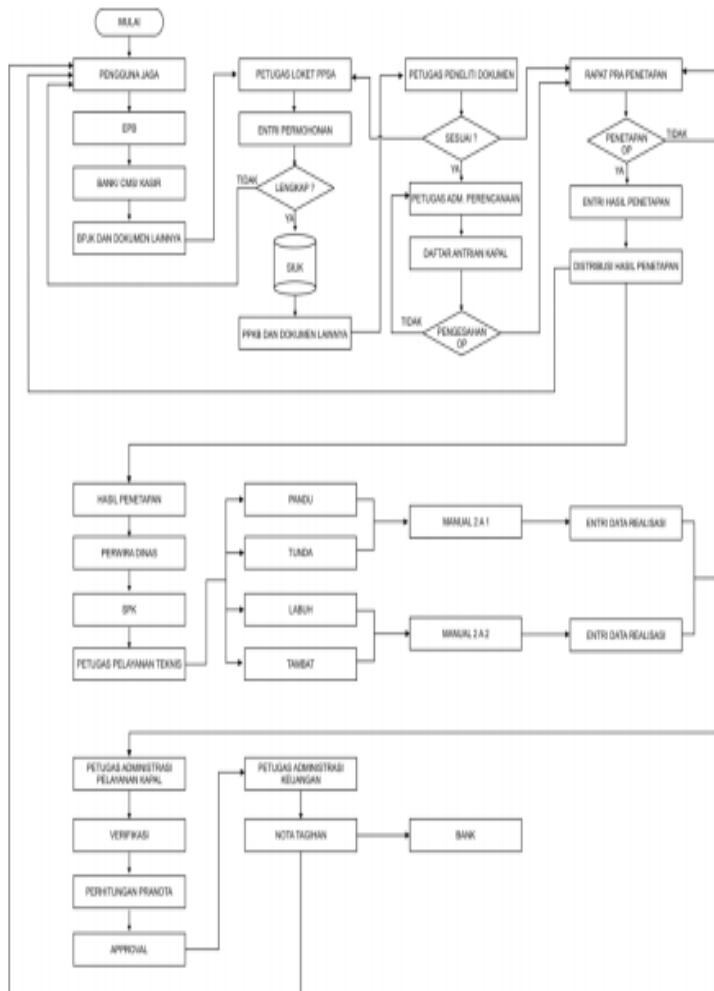 MULAI
PENGGUNA JASA
EPB
BANK/ CMS/ KASIR
BPJK DAN DOKUMEN LAINNYA
PETUGAS LOKET PPSA
ENTRI PERMOHONAN
TIDAK
LENGKAP ?
YA
SIUK
PPKB DAN DOKUMEN LAINNYA
PETUGAS PENELITI DOKUMEN
SESUAI ?
YA
PETUGAS ADM. PERENCANAAN
DAFTAR ANTRIAN KAPAL
TIDAK
PENGESAHAN
OP
RAPAT PRA PENETAPAN
PENETAPAN
OP
TIDAK
YA
ENTRI HASIL PENETAPAN
DISTRIBUSI HASIL PENETAPAN
HASIL PENETAPAN
PERWIRA DINAS
SPK
PETUGAS PELAYANAN TEKNIS
PANDU
TUNDA
LABUH
TAMBAT
MANUAL 2 A 1
MANUAL 2 A 2
ENTRI DATA REALISASI
ENTRI DATA REALISASI
PETUGAS ADMINISTRASI
PELAYANAN KAPAL
VERIFIKASI
PERHITUNGAN PRANOTA
APPROVAL
PETUGAS ADMINISTRASI
KEUANGAN
NOTA TAGIHAN
BANK